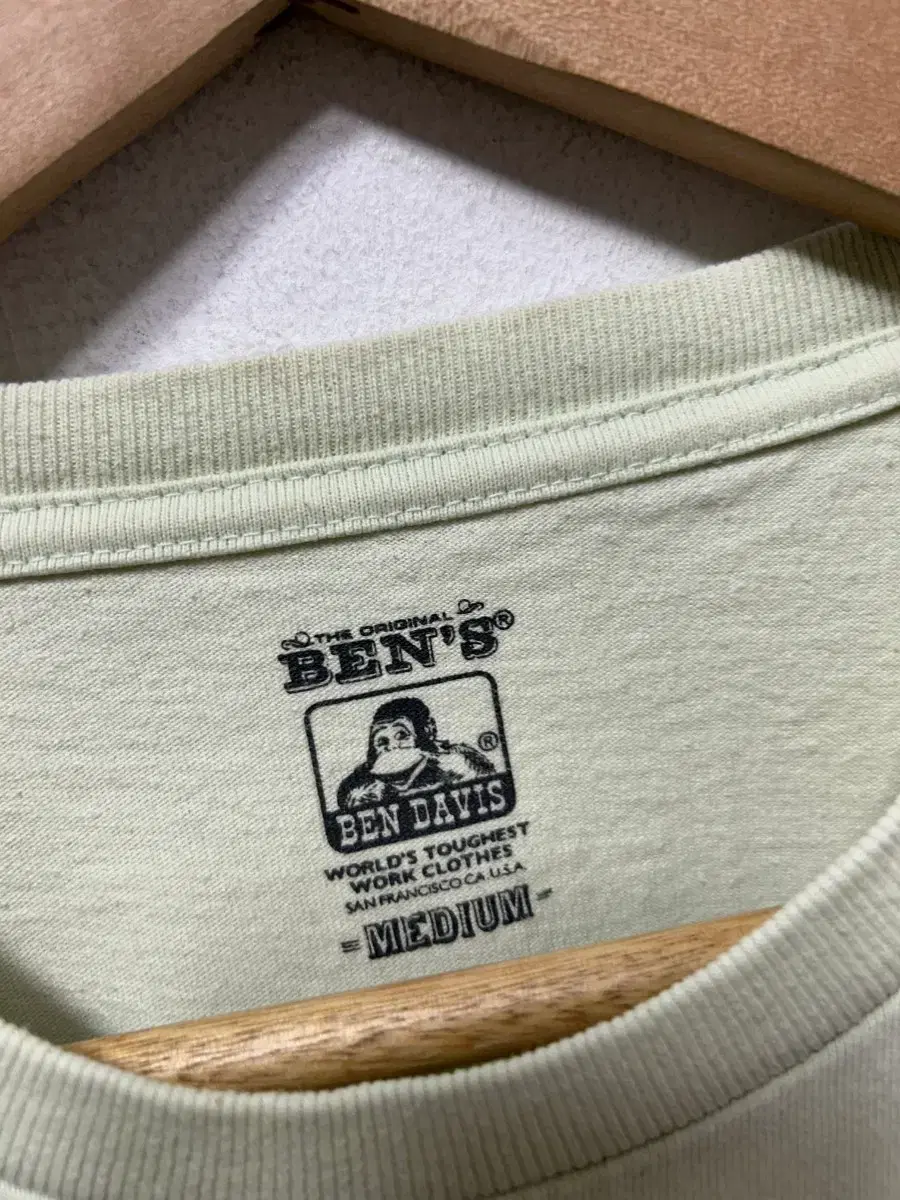 THE ORIGINAL
BEN'S®
®
BEN DAVIS
WORLD'S TOUGHEST
WORK CLOTHES
SAN FRANCISCO CA. U.S.A.
=MEDIUM=